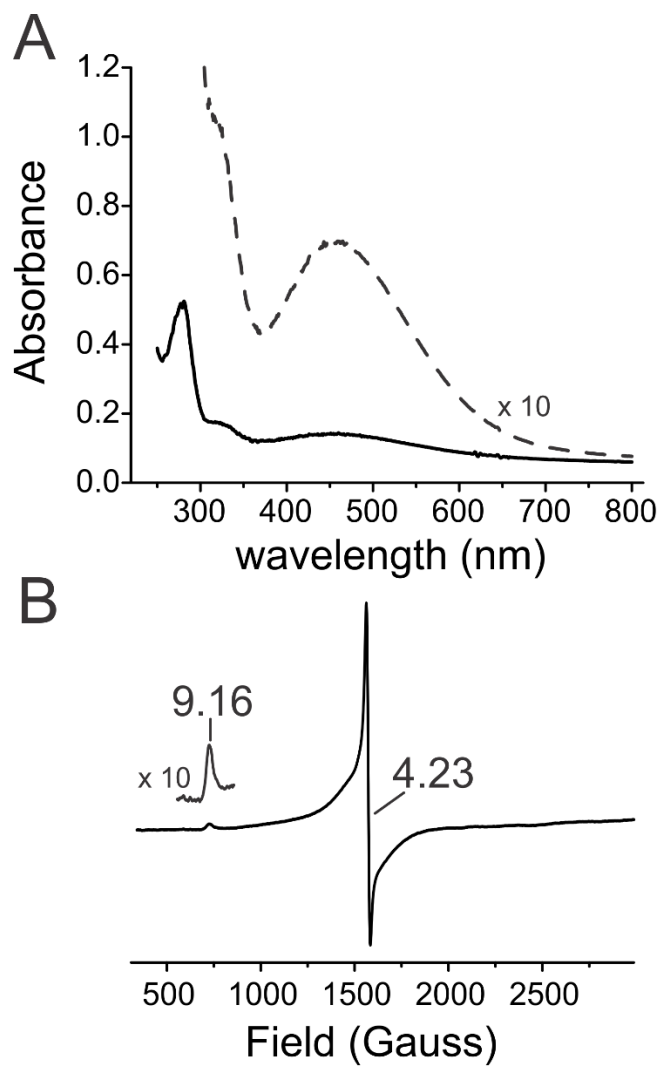 A
1.2
1.0
0.8
0.6
0.4
0.2
0.0
Absorbance
x 10
300 400 500 600 700 800
wavelength (nm)
B
9.16
x 10
4.23
500 1000 1500 2000 2500
Field (Gauss)